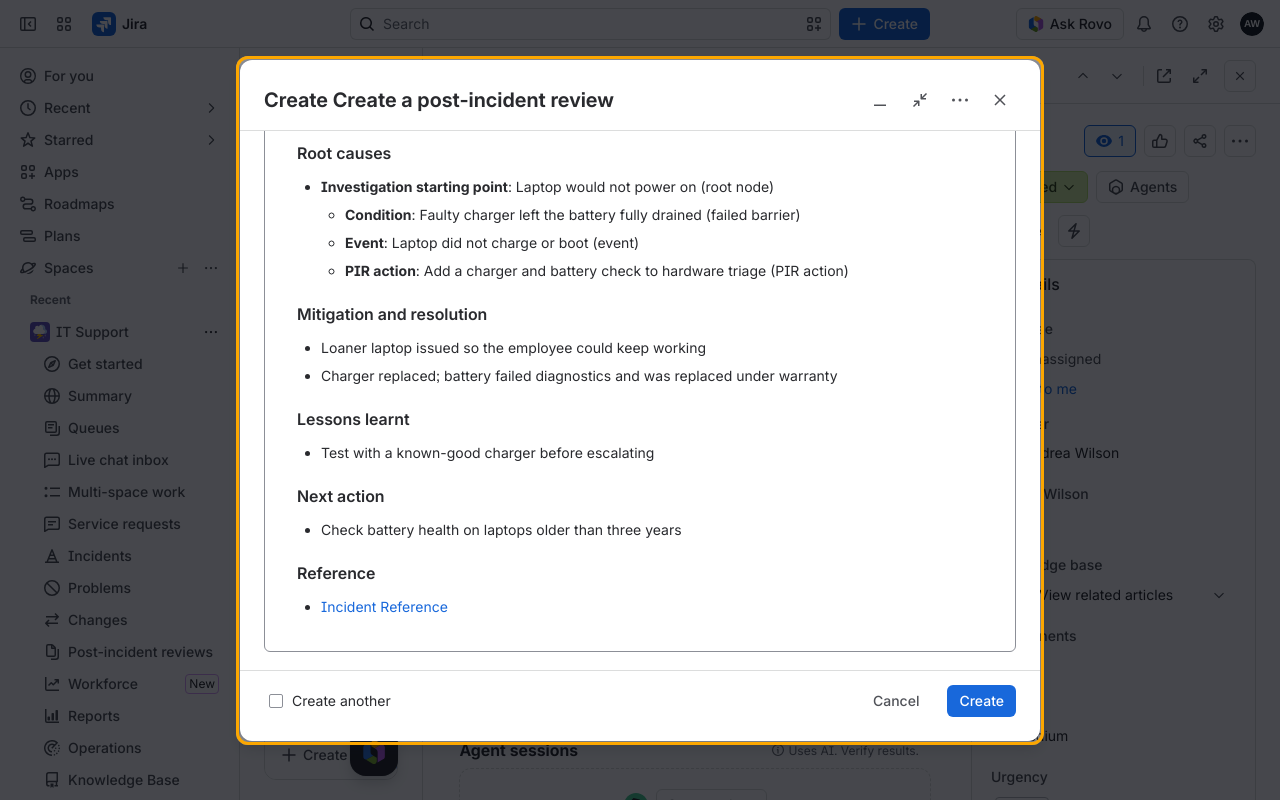 Jira
Search
Create
Ask Rovo
AW
For you
Recent
Starred
Apps
Roadmaps
Plans
Spaces
Recent
IT Support
Get started
Summary
Queues
Live chat inbox
Multi-space work
Service requests
Incidents
Problems
Changes
Post-incident reviews
Workforce
New
Reports
Operations
Knowledge Base
Create Create a post-incident review
Root causes
Investigation starting point: Laptop would not power on (root node)
Condition: Faulty charger left the battery fully drained (failed barrier)
Event: Laptop did not charge or boot (event)
PIR action: Add a charger and battery check to hardware triage (PIR action)
Mitigation and resolution
Loaner laptop issued so the employee could keep working
Charger replaced; battery failed diagnostics and was replaced under warranty
Lessons learnt
Test with a known-good charger before escalating
Next action
Check battery health on laptops older than three years
Reference
Incident Reference
Create another
Cancel
Create
Create
Agent sessions
Uses AI. Verify results.
1
Agents
me
Wilson
Wilson
View related articles
Urgency